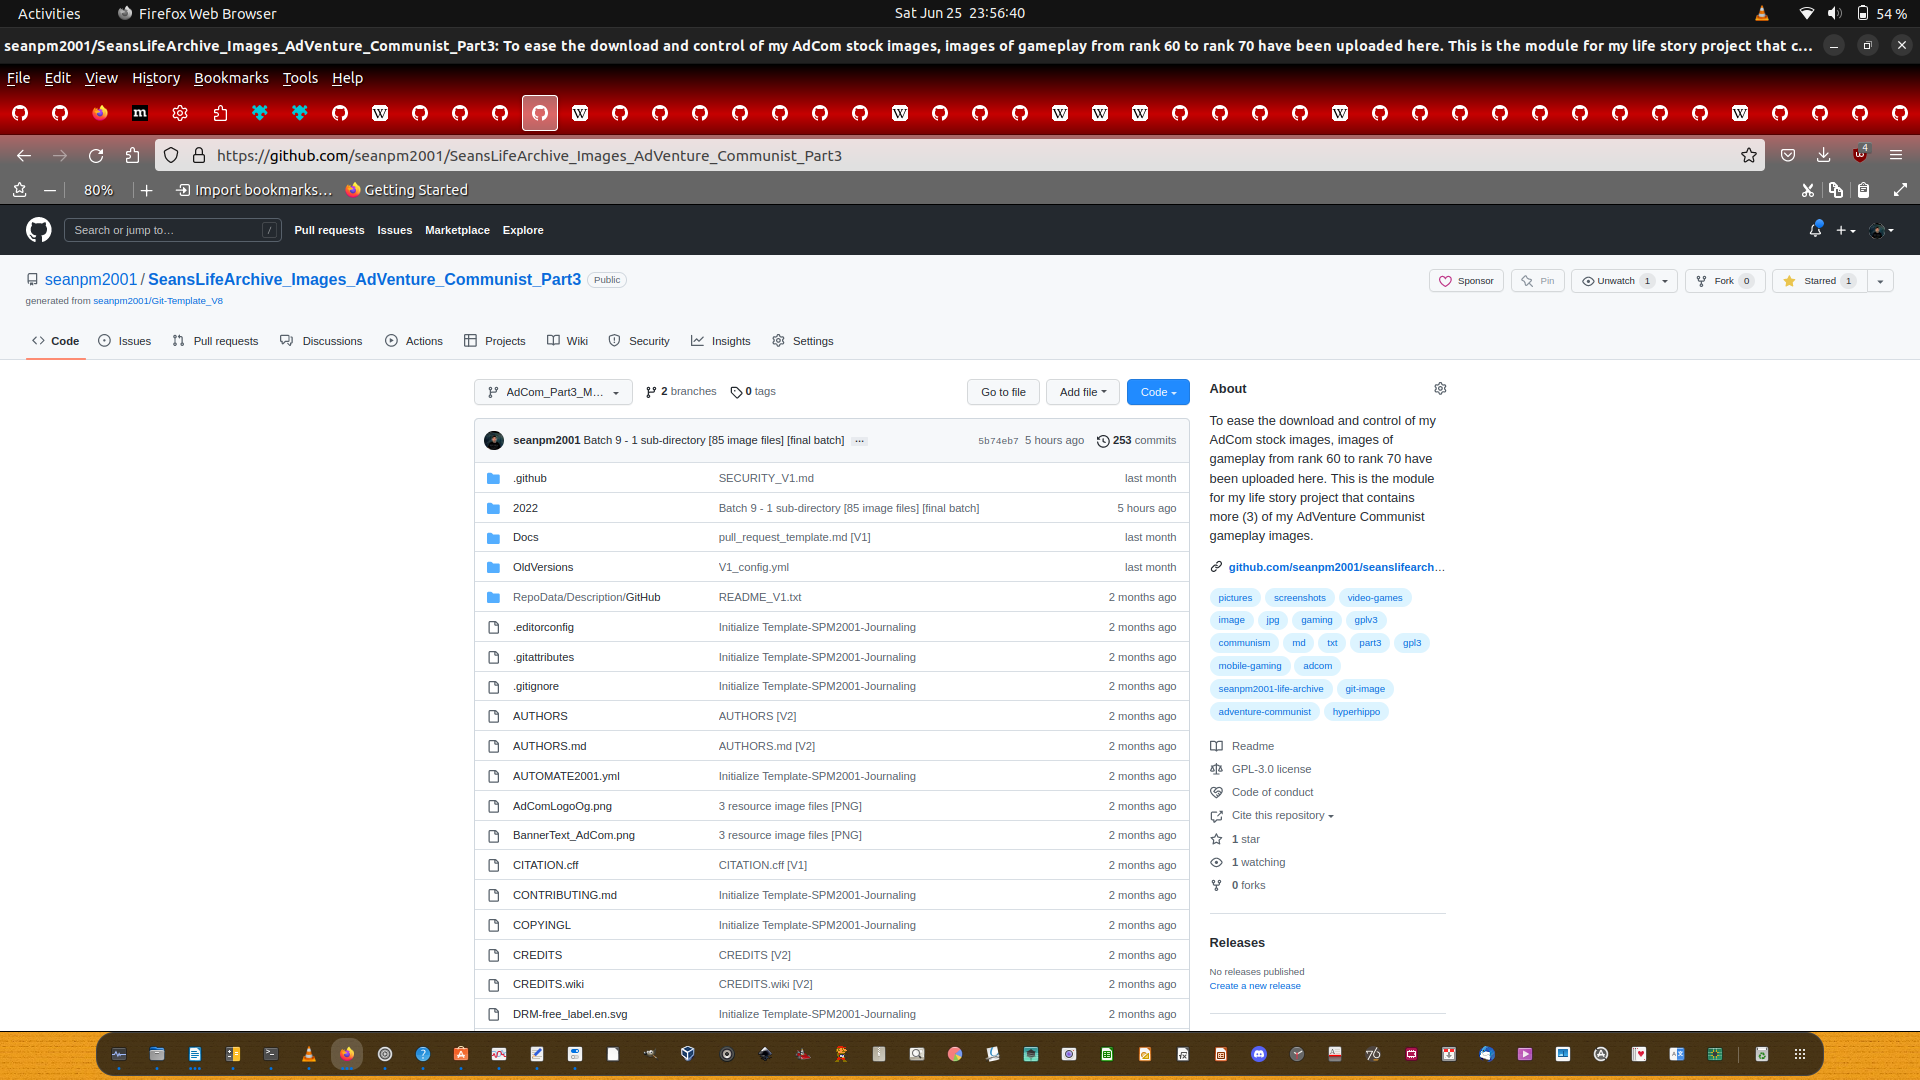 Activities
Firefox Web Browser
Sat Jun 25 23:56:40
54 %
seanpm2001/SeansLifeArchive_Images_AdVenture_Communist_Part3: To ease the download and control of my AdCom stock images, images of gameplay from rank 60 to rank 70 have been uploaded here. This is the module for my life story project that c...
File Edit View History Bookmarks Tools Help
https://github.com/seanpm2001/SeansLifeArchive_Images_AdVenture_Communist_Part3
4
80%
Import bookmarks...
Getting Started
Search or jump to...
/
Pull requests Issues Marketplace Explore
seanpm2001 / SeansLifeArchive_Images_AdVenture_Communist_Part3 Public
Sponsor
Pin
Unwatch 1
Fork 0
Starred 1
generated from seanpm2001/Git-Template_V8
Code Issues Pull requests Discussions Actions Projects Wiki Security Insights Settings
AdCom_Part3_M...
2 branches
0 tags
Go to file
Add file
Code
seanpm2001 Batch 9 - 1 sub-directory [85 image files] [final batch] ...
5b74eb7 5 hours ago
253 commits
.github SECURITY_V1.md last month
2022 Batch 9 - 1 sub-directory [85 image files] [final batch] 5 hours ago
Docs pull_request_template.md [V1] last month
OldVersions V1_config.yml last month
RepoData/Description/GitHub README_V1.txt 2 months ago
.editorconfig Initialize Template-SPM2001-Journaling 2 months ago
.gitattributes Initialize Template-SPM2001-Journaling 2 months ago
.gitignore Initialize Template-SPM2001-Journaling 2 months ago
AUTHORS AUTHORS [V2] 2 months ago
AUTHORS.md AUTHORS.md [V2] 2 months ago
AUTOMATE2001.yml Initialize Template-SPM2001-Journaling 2 months ago
AdComLogoOg.png 3 resource image files [PNG] 2 months ago
BannerText_AdCom.png 3 resource image files [PNG] 2 months ago
CITATION.cff CITATION.cff [V1] 2 months ago
CONTRIBUTING.md Initialize Template-SPM2001-Journaling 2 months ago
COPYINGL Initialize Template-SPM2001-Journaling 2 months ago
CREDITS CREDITS [V2] 2 months ago
CREDITS.wiki CREDITS.wiki [V2] 2 months ago
DRM-free_label.en.svg Initialize Template-SPM2001-Journaling 2 months ago
About
To ease the download and control of my
AdCom stock images, images of
gameplay from rank 60 to rank 70 have
been uploaded here. This is the module
for my life story project that contains
more (3) of my AdVenture Communist
gameplay images.
github.com/seanpm2001/seanslifearch...
pictures screenshots video-games
image jpg gaming gplv3
communism md txt part3 gpl3
mobile-gaming adcom
seanpm2001-life-archive git-image
adventure-communist hyperhippo
Readme
GPL-3.0 license
Code of conduct
Cite this repository
1 star
1 watching
0 forks
Releases
No releases published
Create a new release